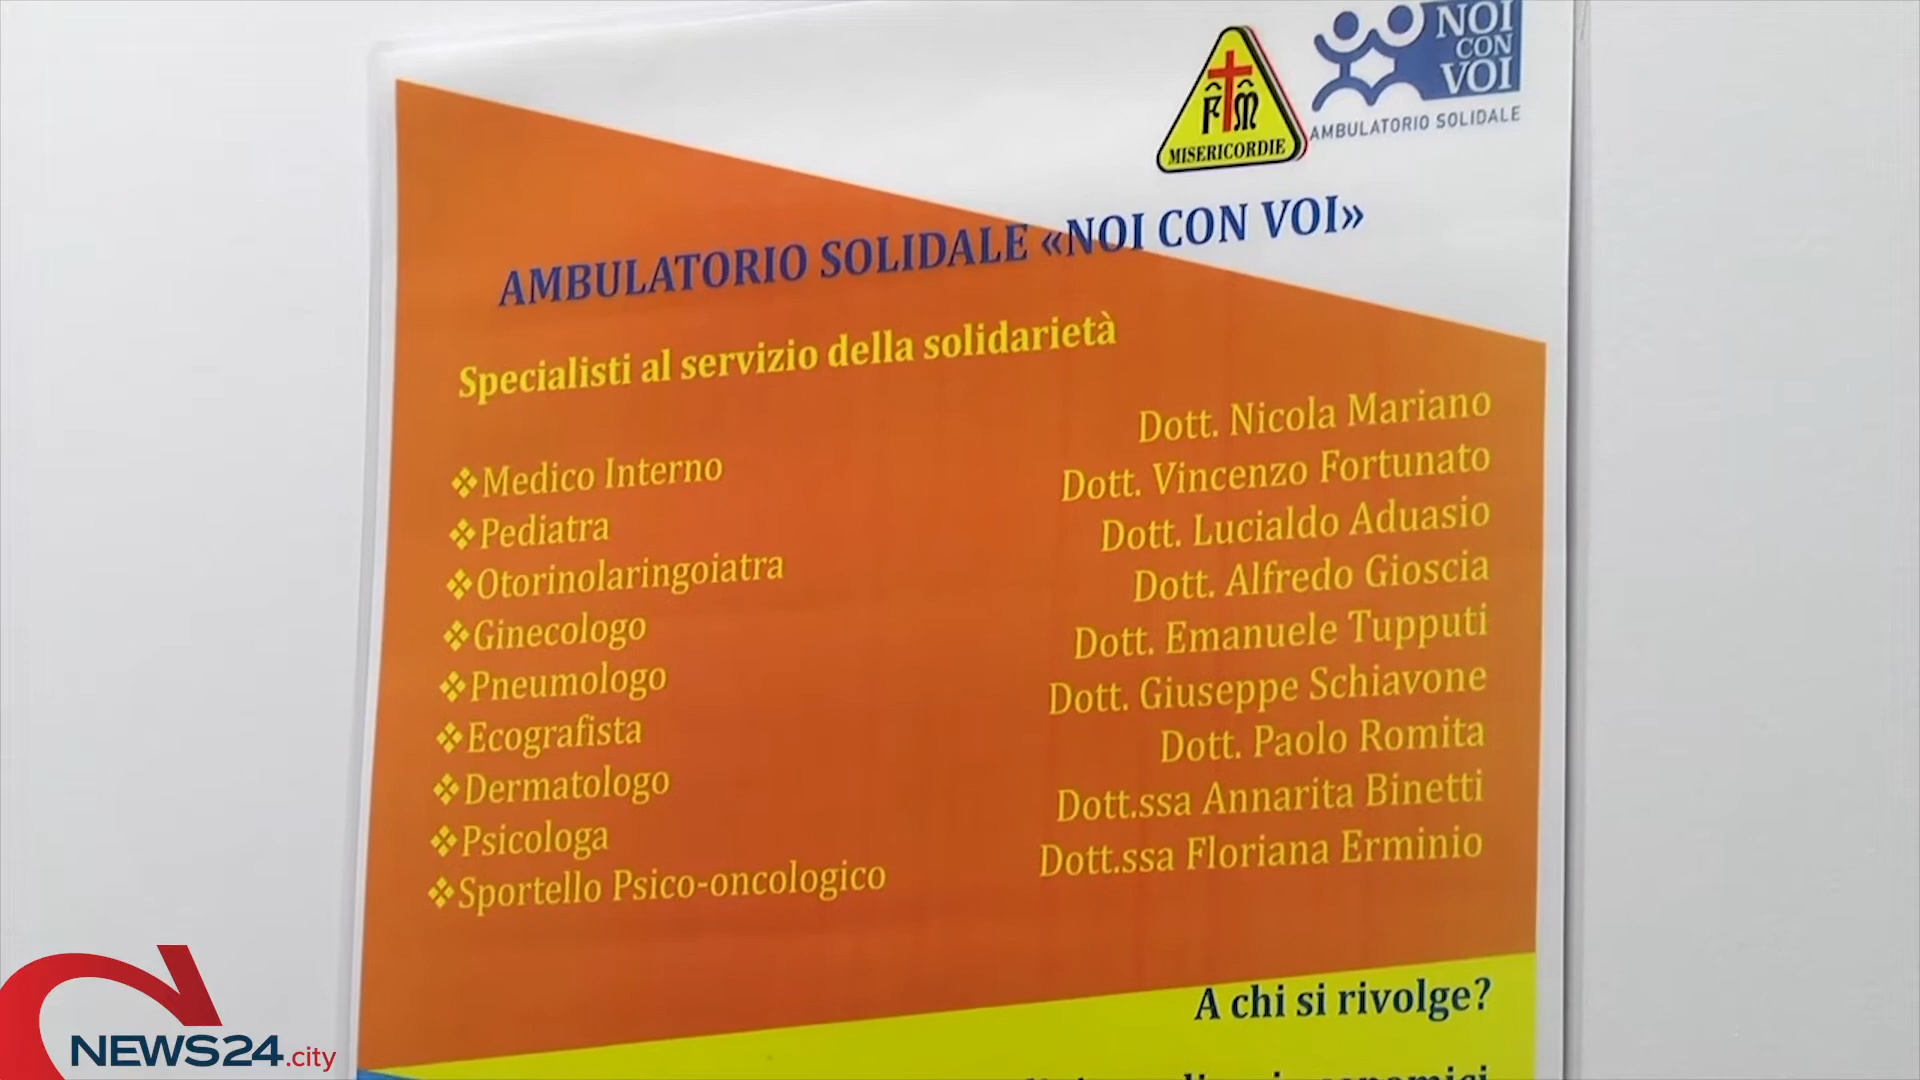 NOI
CON
VOI
AMBULATORIO SOLIDALE
MISERICORDIE
AMBULATORIO SOLIDALE «NOI CON VOI»
Specialisti al servizio della solidarietà
❖Medico Interno
❖Pediatra
❖Otorinolaringoiatra
❖Ginecologo
❖Pneumologo
❖Ecografista
❖Dermatologo
❖Psicologa
❖Sportello Psico-oncologico
Dott. Nicola Mariano
Dott. Vincenzo Fortunato
Dott. Lucialdo Aduasio
Dott. Alfredo Gioscia
Dott. Emanuele Tupputi
Dott. Giuseppe Schiavone
Dott. Paolo Romita
Dott.ssa Annarita Binetti
Dott.ssa Floriana Erminio
A chi si rivolge?
NEWS24.city